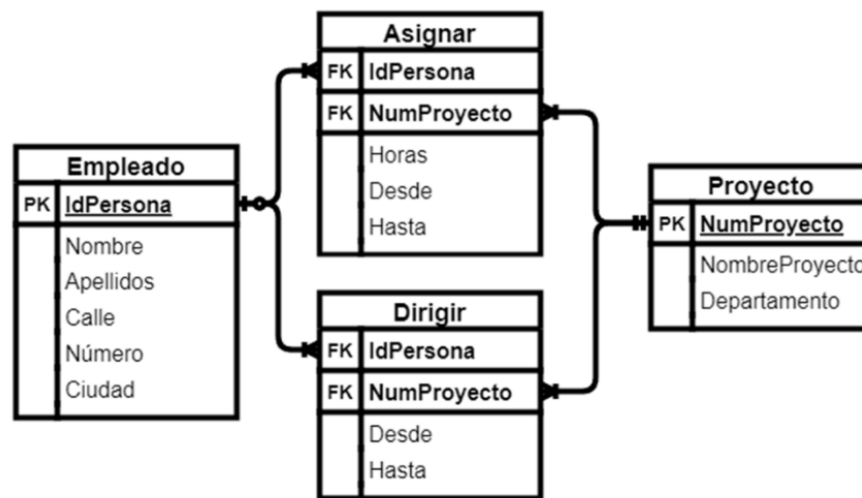 Asignar
FK IdPersona
FK NumProyecto
Horas
Desde
Hasta
Empleado
PK IdPersona
Nombre
Apellidos
Calle
Número
Ciudad
Proyecto
PK NumProyecto
NombreProyecto
Departamento
Dirigir
FK IdPersona
FK NumProyecto
Desde
Hasta